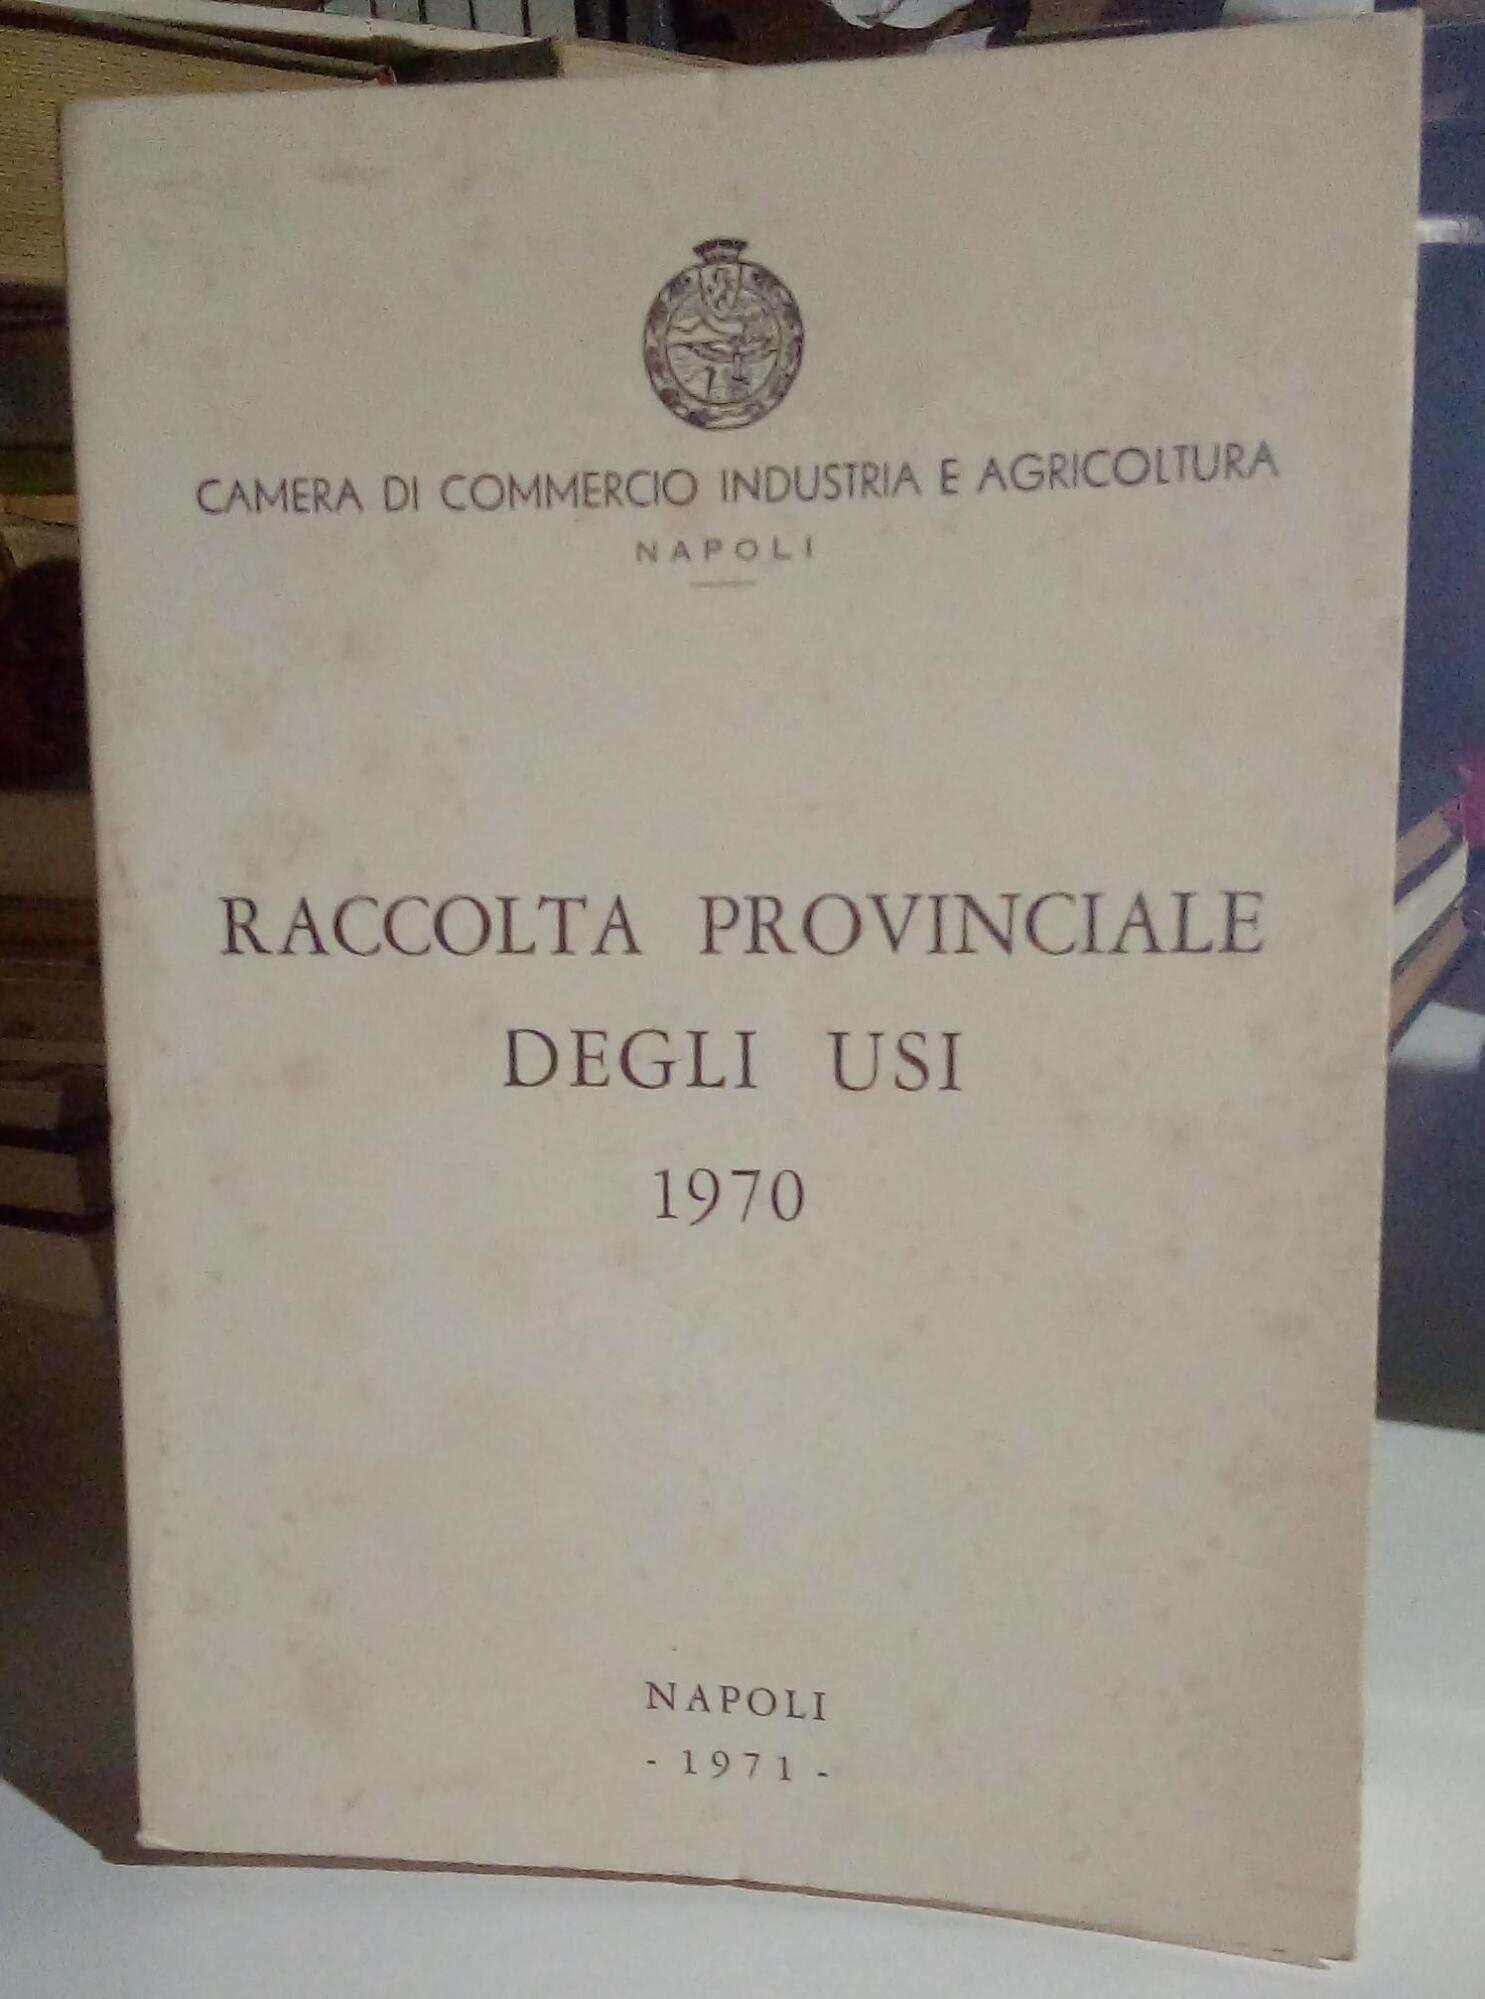 CAMERA DI COMMERCIO INDUSTRIA E AGRICOLTURA
NAPOLI
RACCOLTA PROVINCIALE
DEGLI USI
1970
NAPOLI
- 1971 -